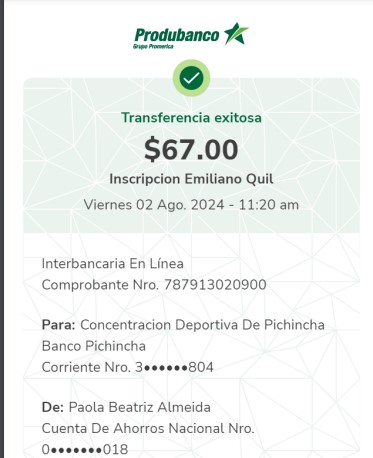 Produbanco
Grupo Promerica
Transferencia exitosa
$67.00
Inscripcion Emiliano Quil
Viernes 02 Ago. 2024 - 11:20 am
Interbancaria En Línea
Comprobante Nro. 787913020900
Para: Concentracion Deportiva De Pichincha
Banco Pichincha
Corriente Nro. 3●●●●●●804
De: Paola Beatriz Almeida
Cuenta De Ahorros Nacional Nro.
0●●●●●●●018